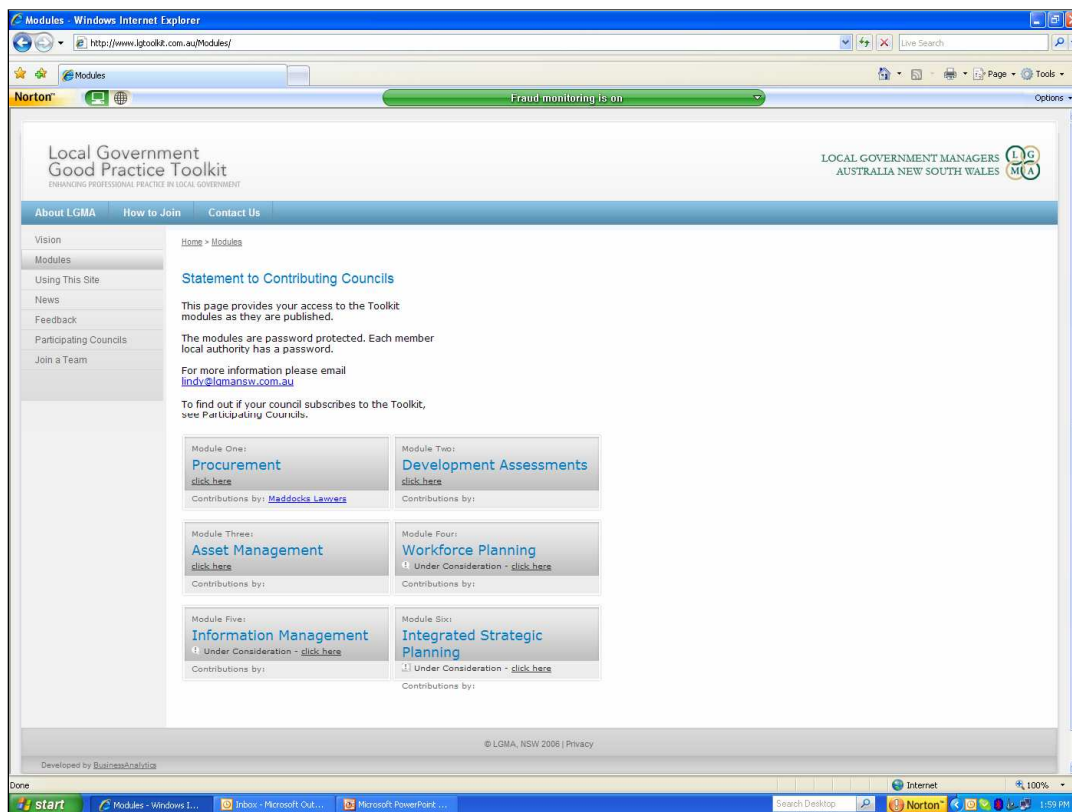 Modules - Windows Internet Explorer
http://www.lgtoolkit.com.au/Modules/
Live Search
Modules
Page
Tools
Norton™
Fraud monitoring is on
Options
Local Government
Good Practice Toolkit
ENHANCING PROFESSIONAL PRACTICE IN LOCAL GOVERNMENT
LOCAL GOVERNMENT MANAGERS
AUSTRALIA NEW SOUTH WALES
L G
M A
About LGMA How to Join Contact Us
Vision
Modules
Using This Site
News
Feedback
Participating Councils
Join a Team
Home > Modules
Statement to Contributing Councils
This page provides your access to the Toolkit
modules as they are published.
The modules are password protected. Each member
local authority has a password.
For more information please email
lindy@lgmansw.com.au
To find out if your council subscribes to the Toolkit,
see Participating Councils.
Module One:
Procurement
click here
Contributions by: Maddocks Lawyers
Module Two:
Development Assessments
click here
Contributions by:
Module Three:
Asset Management
click here
Contributions by:
Module Four:
Workforce Planning
Under Consideration - click here
Contributions by:
Module Five:
Information Management
Under Consideration - click here
Contributions by:
Module Six:
Integrated Strategic
Planning
Under Consideration - click here
Contributions by:
© LGMA, NSW 2006 | Privacy
Developed by BusinessAnalytics
Done
Internet
100%
start
Modules - Windows I...
Inbox - Microsoft Out...
Microsoft PowerPoint ...
Search Desktop
Norton™
1:59 PM